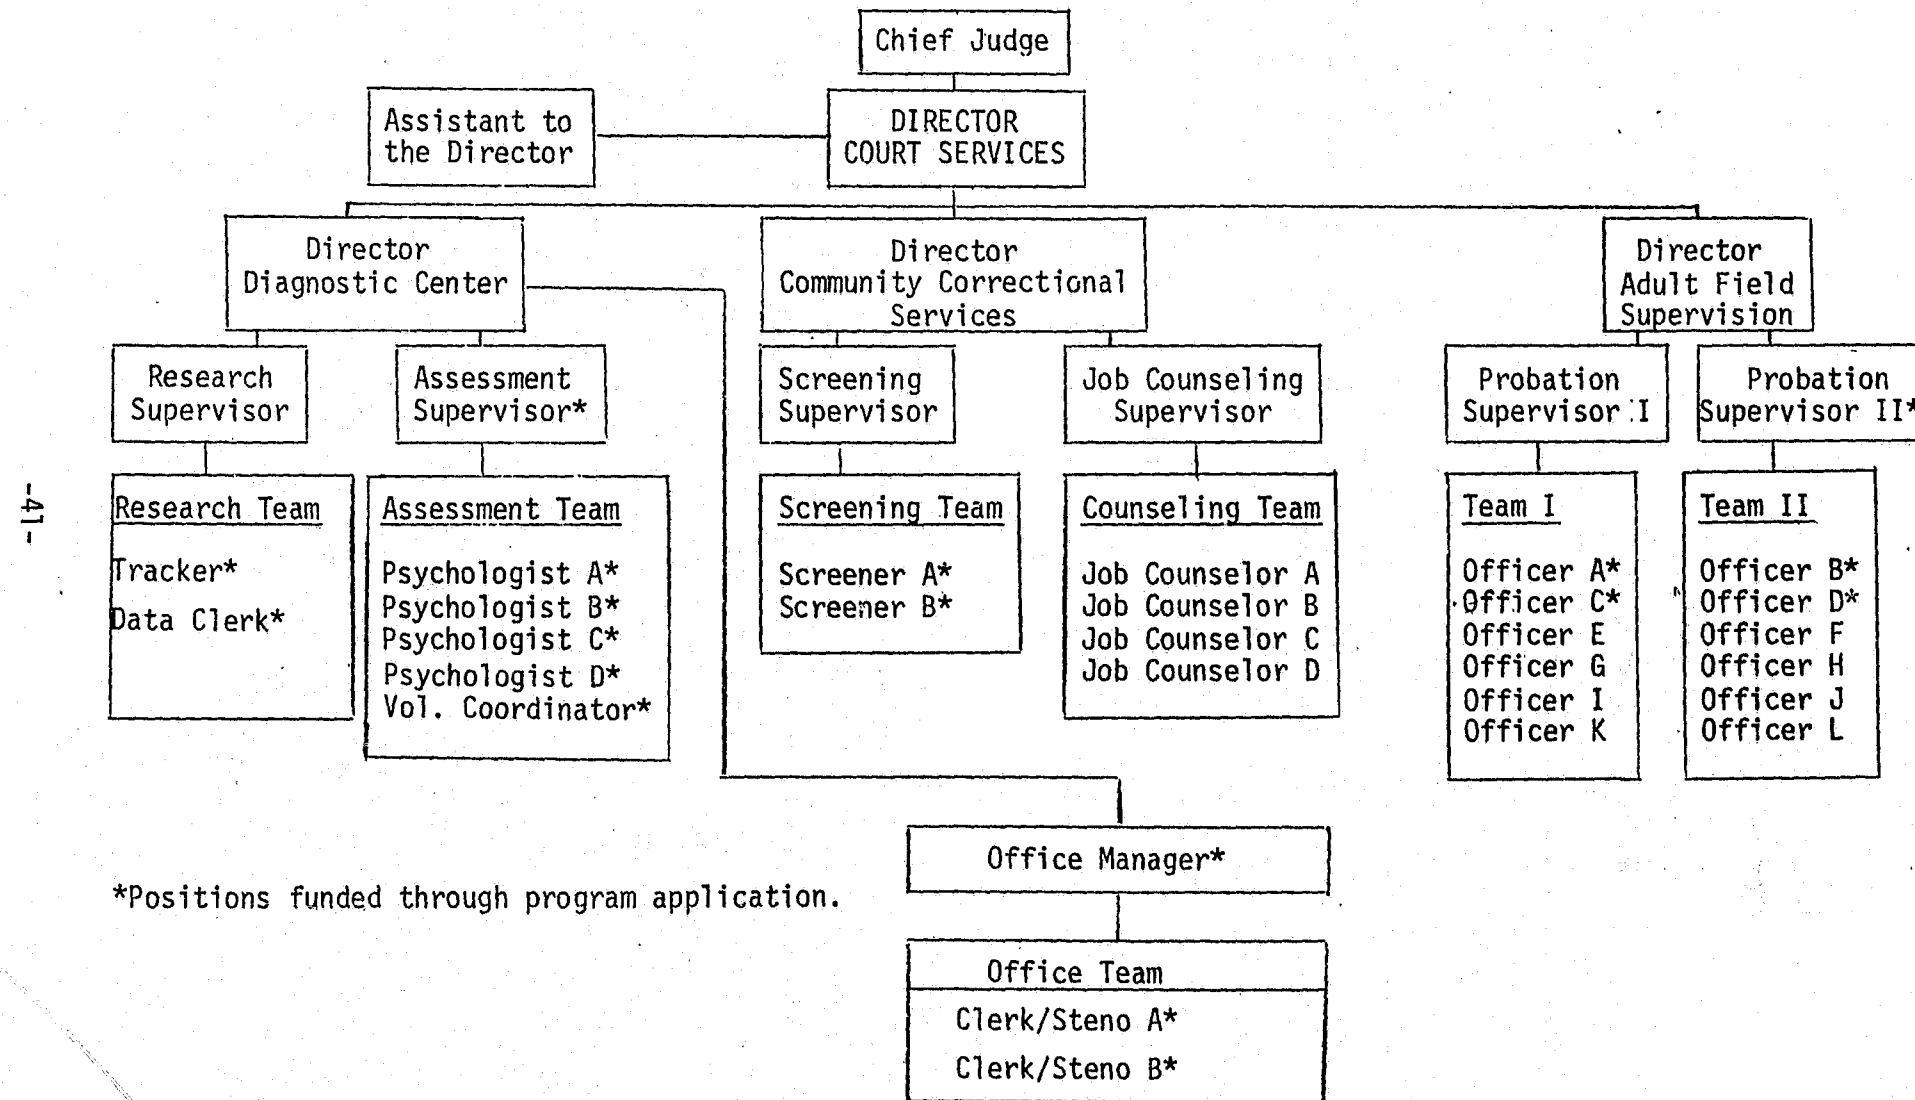 Chief Judge
Assistant to
the Director
DIRECTOR
COURT SERVICES
Director
Diagnostic Center
Director
Community Correctional
Services
Director
Adult Field
Supervision
Research
Supervisor
Assessment
Supervisor*
Screening
Supervisor
Job Counseling
Supervisor
Probation
Supervisor I
Probation
Supervisor II*
Research Team
Tracker*
Data Clerk*
Assessment Team
Psychologist A*
Psychologist B*
Psychologist C*
Psychologist D*
Vol. Coordinator*
Screening Team
Screener A*
Screener B*
Counseling Team
Job Counselor A
Job Counselor B
Job Counselor C
Job Counselor D
Team I
Officer A*
Officer C*
Officer E
Officer G
Officer I
Officer K
Team II
Officer B*
Officer D*
Officer F
Officer H
Officer J
Officer L
Office Manager*
*Positions funded through program application.
Office Team
Clerk/Steno A*
Clerk/Steno B*
-41-